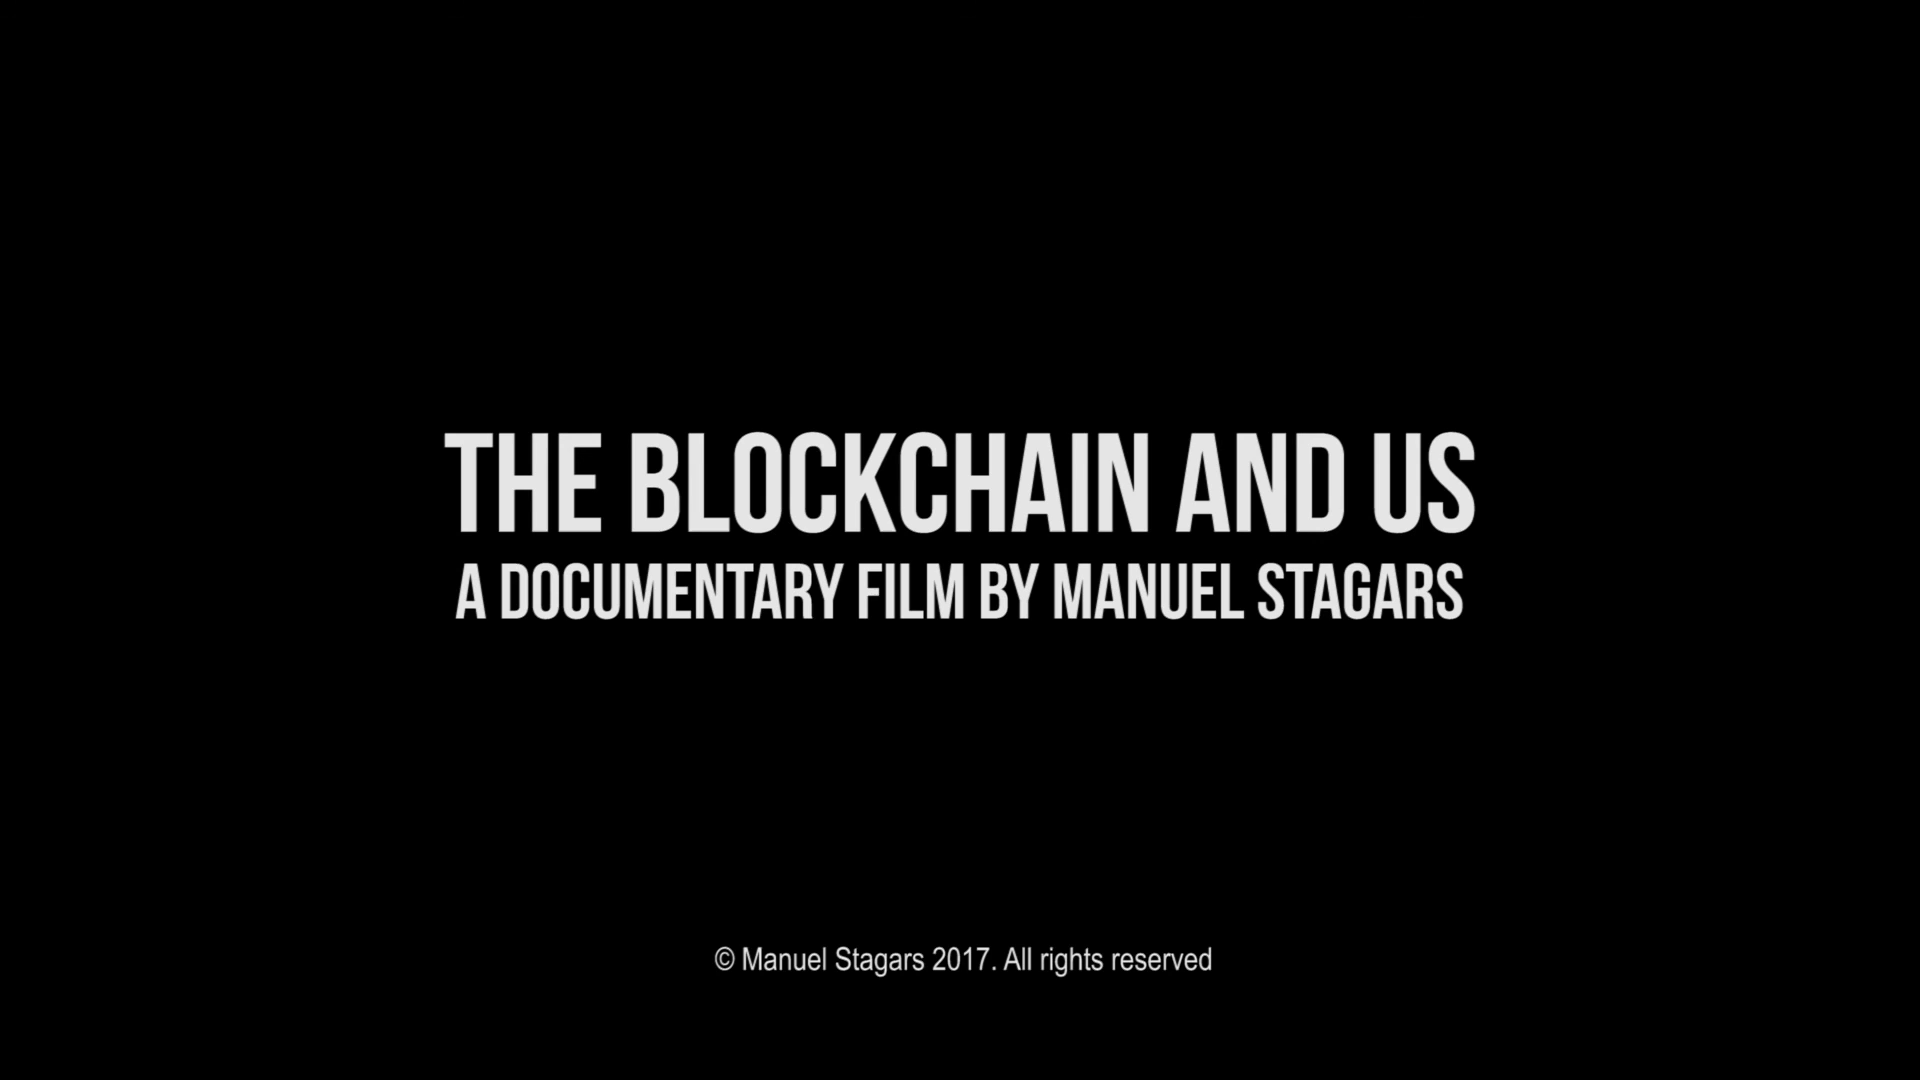 THE BLOCKCHAIN AND US
A DOCUMENTARY FILM BY MANUEL STAGARS
© Manuel Stagars 2017. All rights reserved